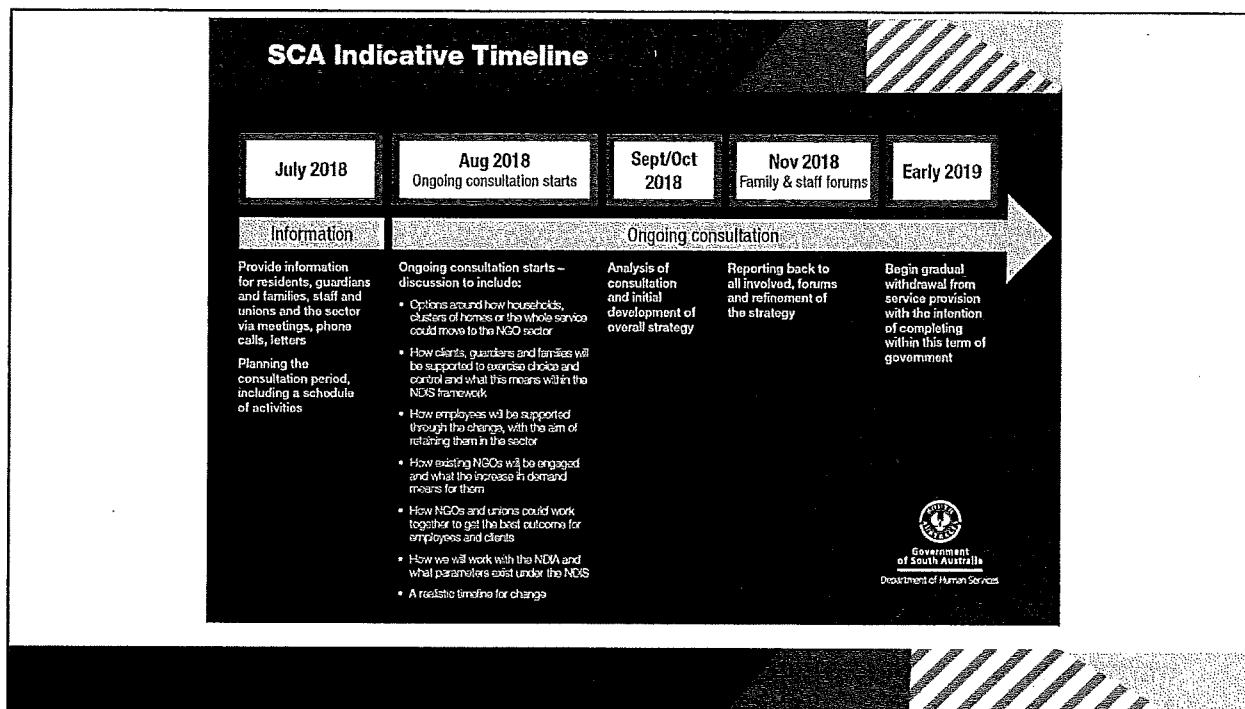 SCA Indicative Timeline
July 2018
Aug 2018
Ongoing consultation starts
Sept/Oct
2018
Nov 2018
Family & staff forums
Early 2019
Information
Ongoing consultation
Provide information
for residents, guardians
and families, staff and
unions and the sector
via meetings, phone
calls, letters
Planning the
consultation period,
including a schedule
of activities
Ongoing consultation starts –
discussion to include:
• Options around how households,
clusters of homes or the whole service
could move to the NGO sector
• How clients, guardians and families will
be supported to exercise choice and
control and what this means within the
NDIS framework
• How employees will be supported
through the change, with the aim of
retaining them in the sector
• How existing NGOs will be engaged
and what the increase in demand
means for them
• How NGOs and unions could work
together to get the best outcome for
employees and clients
• How we will work with the NDIA and
what parameters exist under the NDIS
• A realistic timeline for change
Analysis of
consultation
and initial
development of
overall strategy
Reporting back to
all involved, forums
and refinement of
the strategy
Begin gradual
withdrawal from
service provision
with the intention
of completing
within this term of
government
SOUTH
AUSTRALIA
Government
of South Australia
Department of Human Services